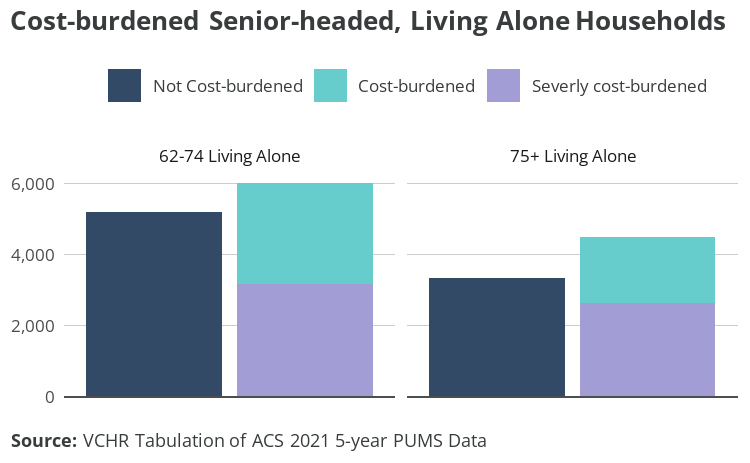 Cost-burdened Senior-headed, Living Alone Households
Not Cost-burdened Cost-burdened Severly cost-burdened
62-74 Living Alone 75+ Living Alone
6,000
4,000
2,000
0
Source: VCHR Tabulation of ACS 2021 5-year PUMS Data